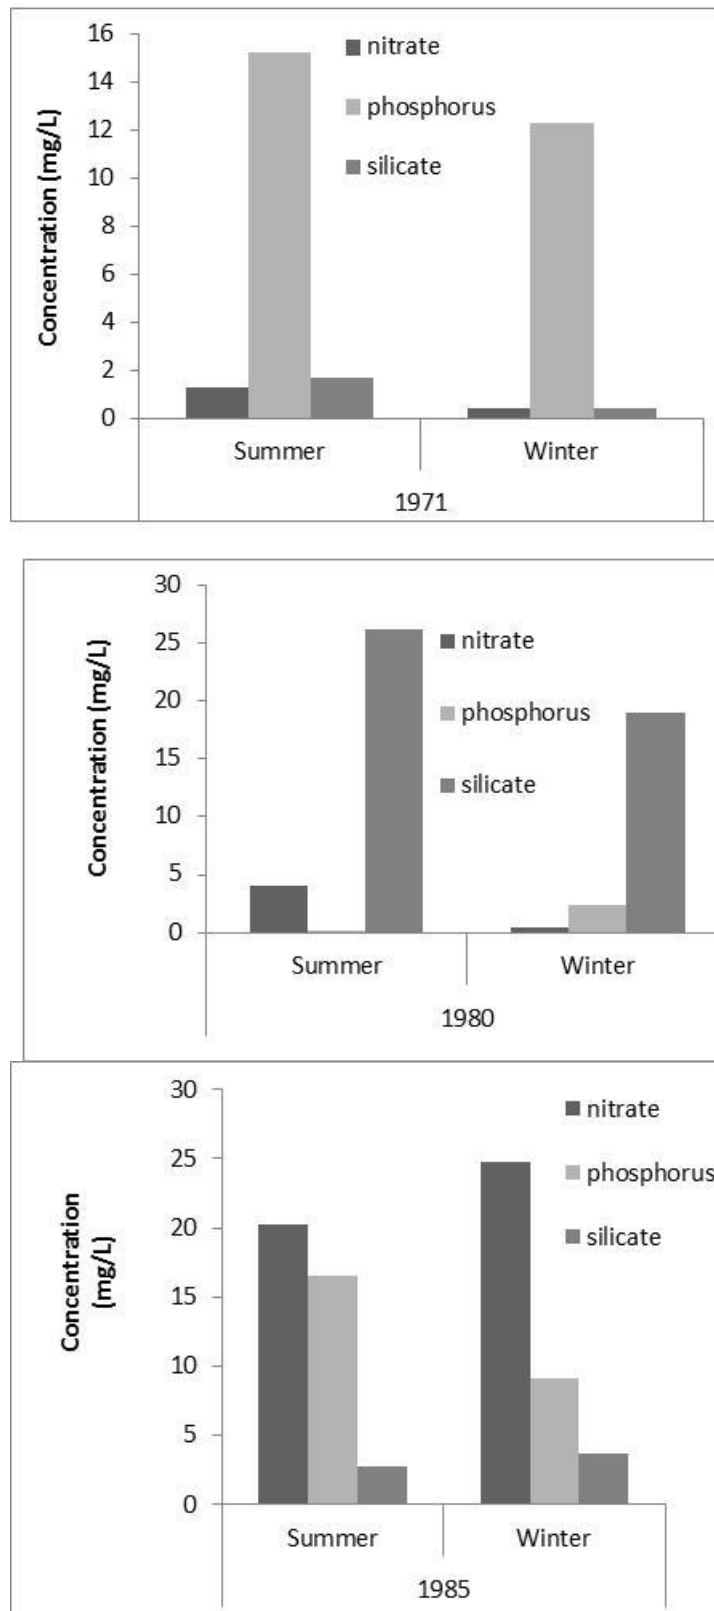 16
14
12
10
8
6
4
2
0
Concentration (mg/L)
nitrate
phosphorus
silicate
Summer Winter
1971
30
25
20
15
10
5
0
Concentration (mg/L)
nitrate
phosphorus
silicate
Summer Winter
1980
30
25
20
15
10
5
0
Concentration
(mg/L)
nitrate
phosphorus
silicate
Summer Winter
1985